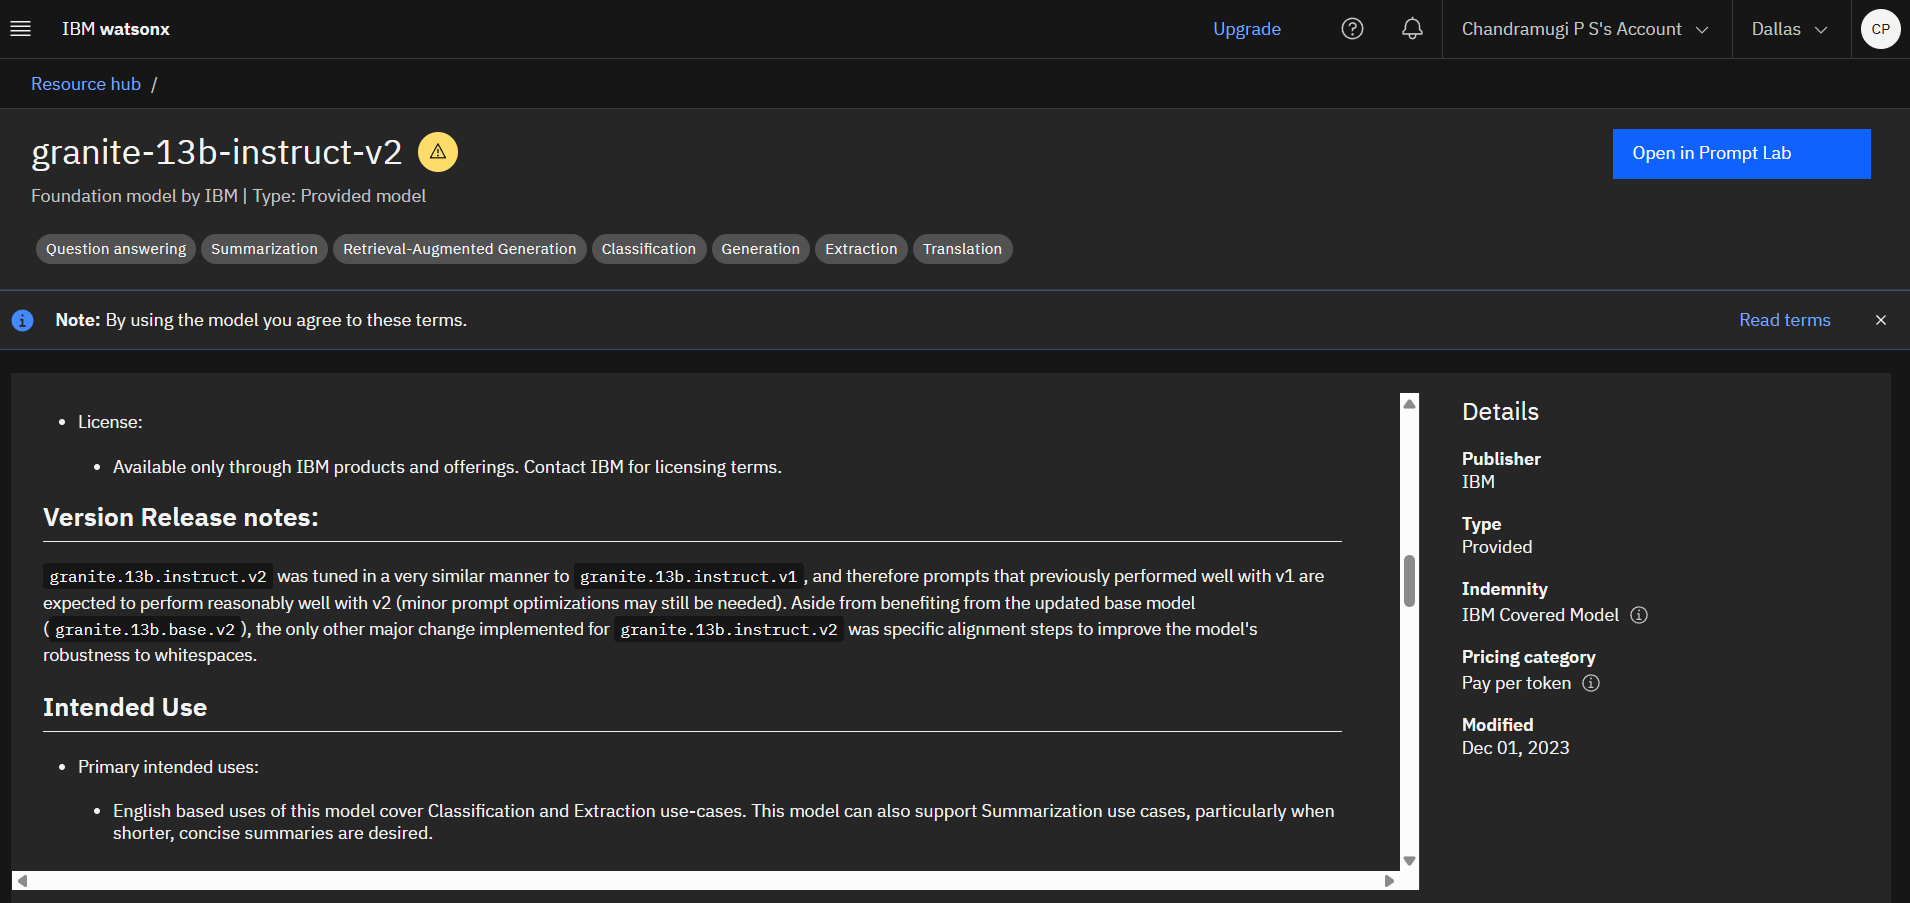 IBM watsonx
Upgrade
Chandramugi P S's Account
Dallas
CP
Resource hub /
granite-13b-instruct-v2
Open in Prompt Lab
Foundation model by IBM | Type: Provided model
Question answering
Summarization
Retrieval-Augmented Generation
Classification
Generation
Extraction
Translation
Note: By using the model you agree to these terms.
Read terms
• License:
• Available only through IBM products and offerings. Contact IBM for licensing terms.
Version Release notes:
granite.13b.instruct.v2 was tuned in a very similar manner to granite.13b.instruct.v1 , and therefore prompts that previously performed well with v1 are
expected to perform reasonably well with v2 (minor prompt optimizations may still be needed). Aside from benefiting from the updated base model
( granite.13b.base.v2 ), the only other major change implemented for granite.13b.instruct.v2 was specific alignment steps to improve the model's
robustness to whitespaces.
Intended Use
• Primary intended uses:
• English based uses of this model cover Classification and Extraction use-cases. This model can also support Summarization use cases, particularly when
shorter, concise summaries are desired.
Details
Publisher
IBM
Type
Provided
Indemnity
IBM Covered Model
Pricing category
Pay per token
Modified
Dec 01, 2023